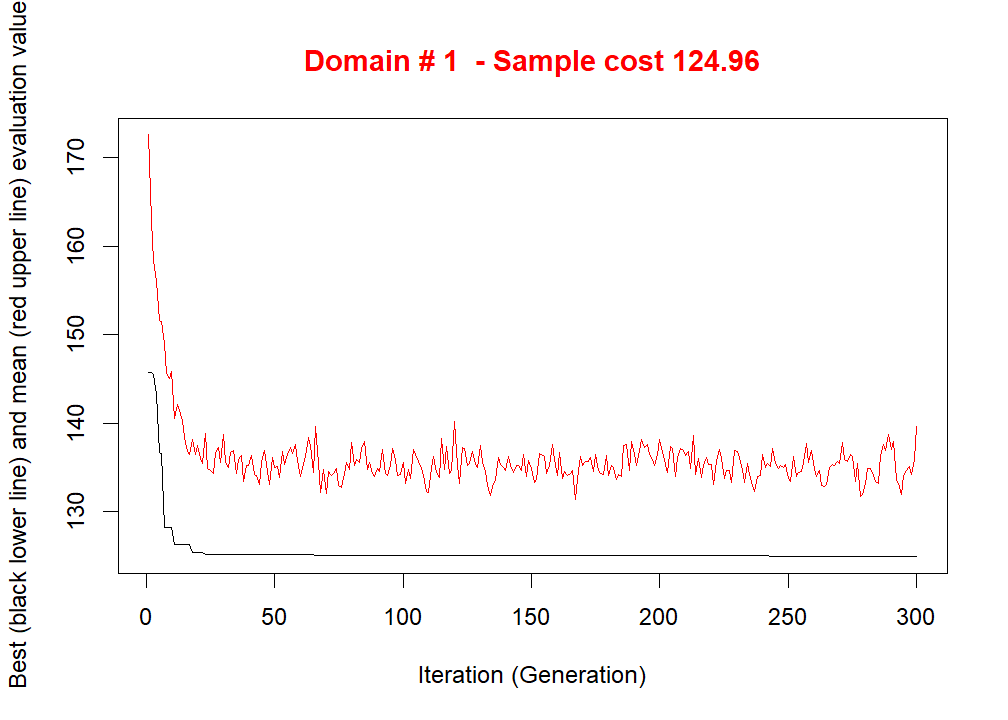 Domain # 1  - Sample cost 124.96
Best (black lower line) and mean (red upper line) evaluation value
170
160
150
140
130
0 50 100 150 200 250 300
Iteration (Generation)